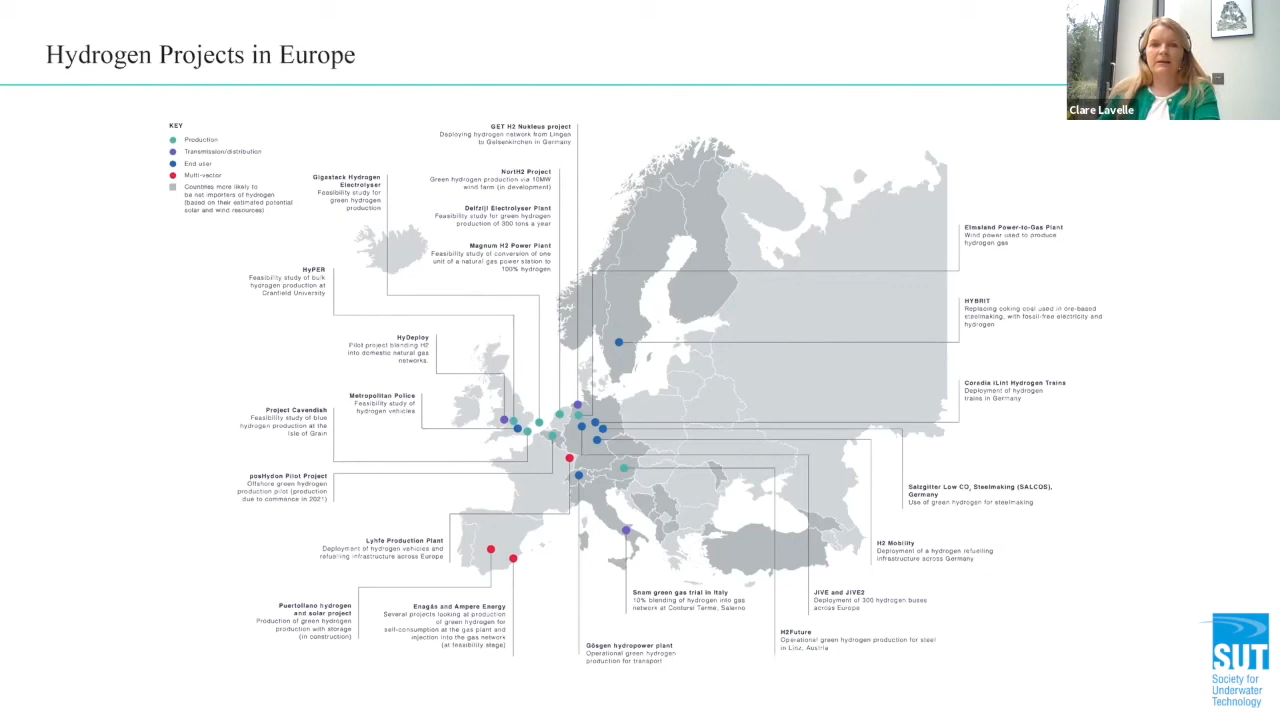 Hydrogen Projects in Europe
Clare Lavelle
KEY
Production
Transmission/distribution
End user
Multi-vector
Countries more likely to
be net importers of hydrogen
(based on their estimated potential
solar and wind resources)
GET H2 Nukleus project
Deploying hydrogen network from Lingen
to Gelsenkirchen in Germany
NortH2 Project
Green hydrogen production via 10MW
wind farm (in development)
Gigastack Hydrogen
Electrolyser
Feasibility study for
green hydrogen
production
Delfzijl Electrolyser Plant
Feasibility study for green hydrogen
production of 300 tons a year
Magnum H2 Power Plant
Feasibility study of conversion of one
unit of a natural gas power station to
100% hydrogen
HyPER
Feasibility study of bulk
hydrogen production at
Cranfield University
HyDeploy
Pilot project blending H2
into domestic natural gas
networks.
Metropolitan Police
Feasibility study of
hydrogen vehicles
Project Cavendish
Feasibility study of blue
hydrogen production at the
Isle of Grain
posHydon Pilot Project
Offshore green hydrogen
production pilot (production
due to commence in 2021)
Lyhfe Production Plant
Deployment of hydrogen vehicles and
refuelling infrastructure across Europe
Puertollano hydrogen
and solar project
Production of green hydrogen
production with storage
(in construction)
Enagás and Ampere Energy
Several projects looking at production
of green hydrogen for
self-consumption at the gas plant and
injection into the gas network
(at feasibility stage)
Gösgen hydropower plant
Operational green hydrogen
production for transport
Snam green gas trial in Italy
10% blending of hydrogen into gas
network at Contursi Terme, Salerno
H2Future
Operational green hydrogen production for steel
in Linz, Austria
JIVE and JIVE2
Deployment of 300 hydrogen buses
across Europe
H2 Mobility
Deployment of a hydrogen refuelling
infrastructure across Germany
Salzgitter Low CO₂ Steelmaking (SALCOS),
Germany
Use of green hydrogen for steelmaking
Coradia iLint Hydrogen Trains
Deployment of hydrogen
trains in Germany
HYBRIT
Replacing coking coal used in ore-based
steelmaking, with fossil-free electricity and
hydrogen
Elmsland Power-to-Gas Plant
Wind power used to produce
hydrogen gas
SUT
Society for
Underwater
Technology